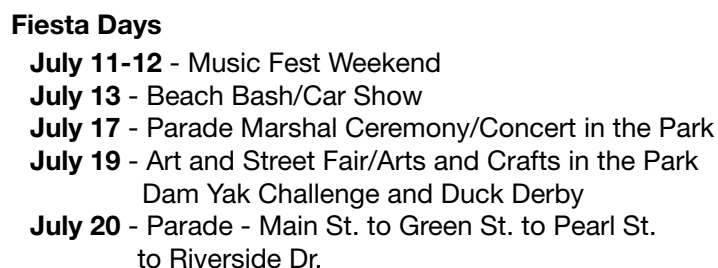 Fiesta Days
July 11-12 - Music Fest Weekend
July 13 - Beach Bash/Car Show
July 17 - Parade Marshal Ceremony/Concert in the Park
July 19 - Art and Street Fair/Arts and Crafts in the Park
Dam Yak Challenge and Duck Derby
July 20 - Parade - Main St. to Green St. to Pearl St.
to Riverside Dr.